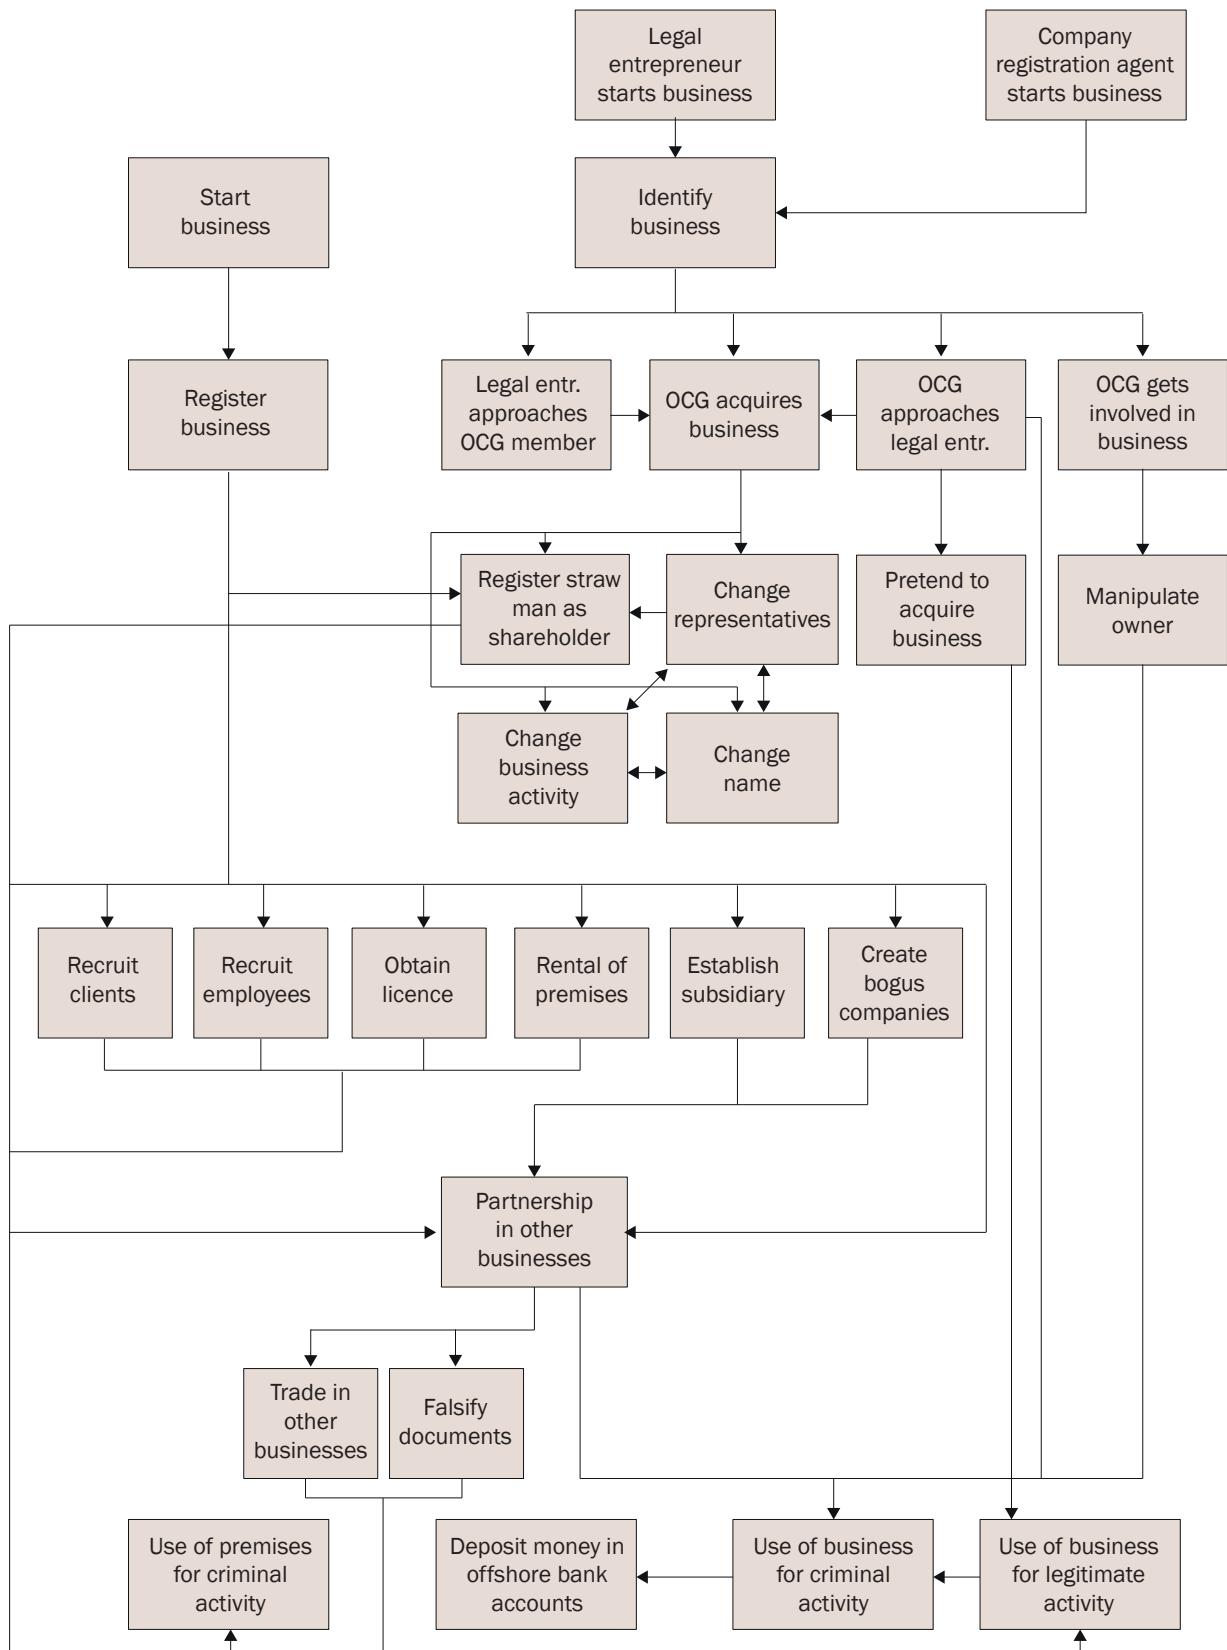 Legal
entrepreneur
starts business
Company
registration agent
starts business
Start
business
Identify
business
Register
business
Legal entr.
approaches
OCG member
OCG acquires
business
OCG
approaches
legal entr.
OCG gets
involved in
business
Register straw
man as
shareholder
Change
representatives
Pretend to
acquire
business
Manipulate
owner
Change
business
activity
Change
name
Recruit
clients
Recruit
employees
Obtain
licence
Rental of
premises
Establish
subsidiary
Create
bogus
companies
Partnership
in other
businesses
Trade in
other
businesses
Falsify
documents
Use of premises
for criminal
activity
Deposit money in
offshore bank
accounts
Use of business
for criminal
activity
Use of business
for legitimate
activity